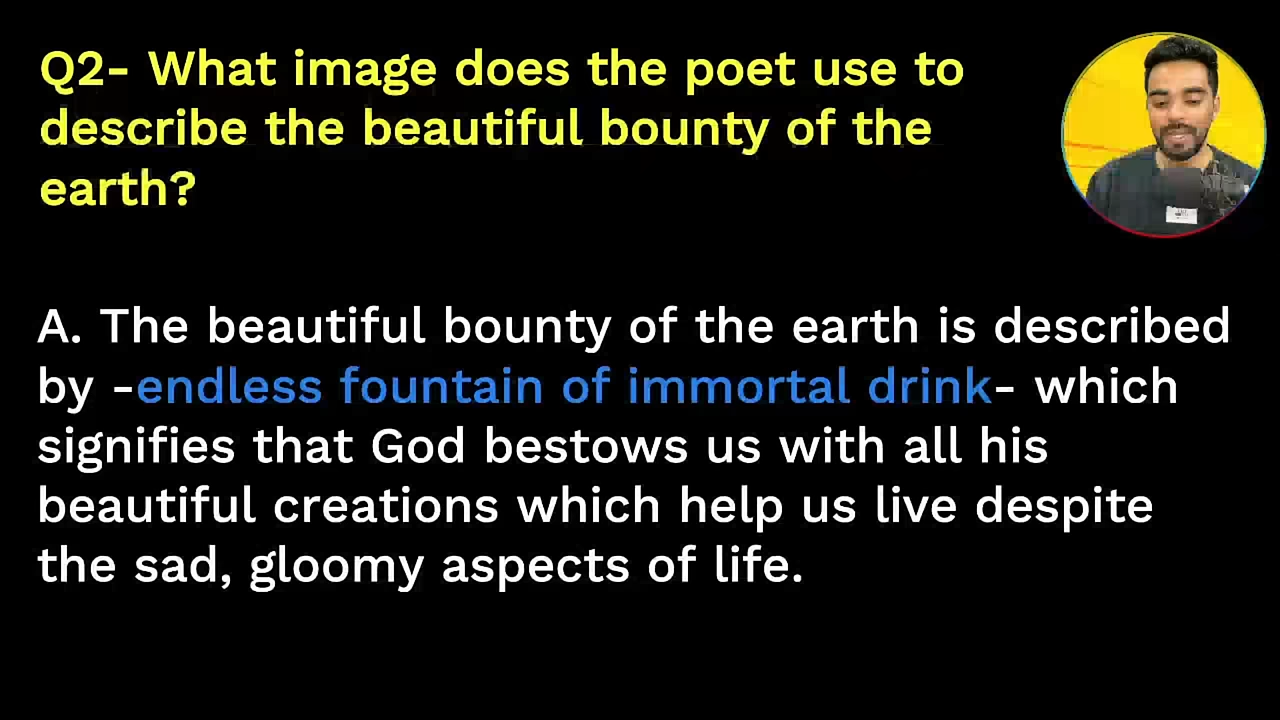 Q2- What image does the poet use to
describe the beautiful bounty of the
earth?
A. The beautiful bounty of the earth is described
by -endless fountain of immortal drink- which
signifies that God bestows us with all his
beautiful creations which help us live despite
the sad, gloomy aspects of life.